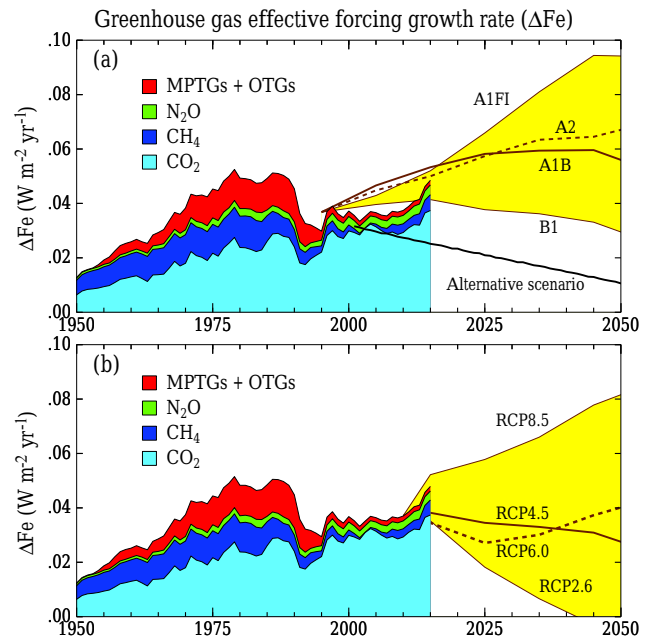 Greenhouse gas effective forcing growth rate (ΔFe)
(a)
MPTGs + OTGs
N₂O
CH₄
CO₂
A1FI
A2
A1B
B1
Alternative scenario
ΔFe (W m⁻² yr⁻¹)
.10
.08
.06
.04
.02
.00
1950 1975 2000 2025 2050
(b)
MPTGs + OTGs
N₂O
CH₄
CO₂
RCP8.5
RCP4.5
RCP6.0
RCP2.6
ΔFe (W m⁻² yr⁻¹)
.10
.08
.06
.04
.02
.00
1950 1975 2000 2025 2050